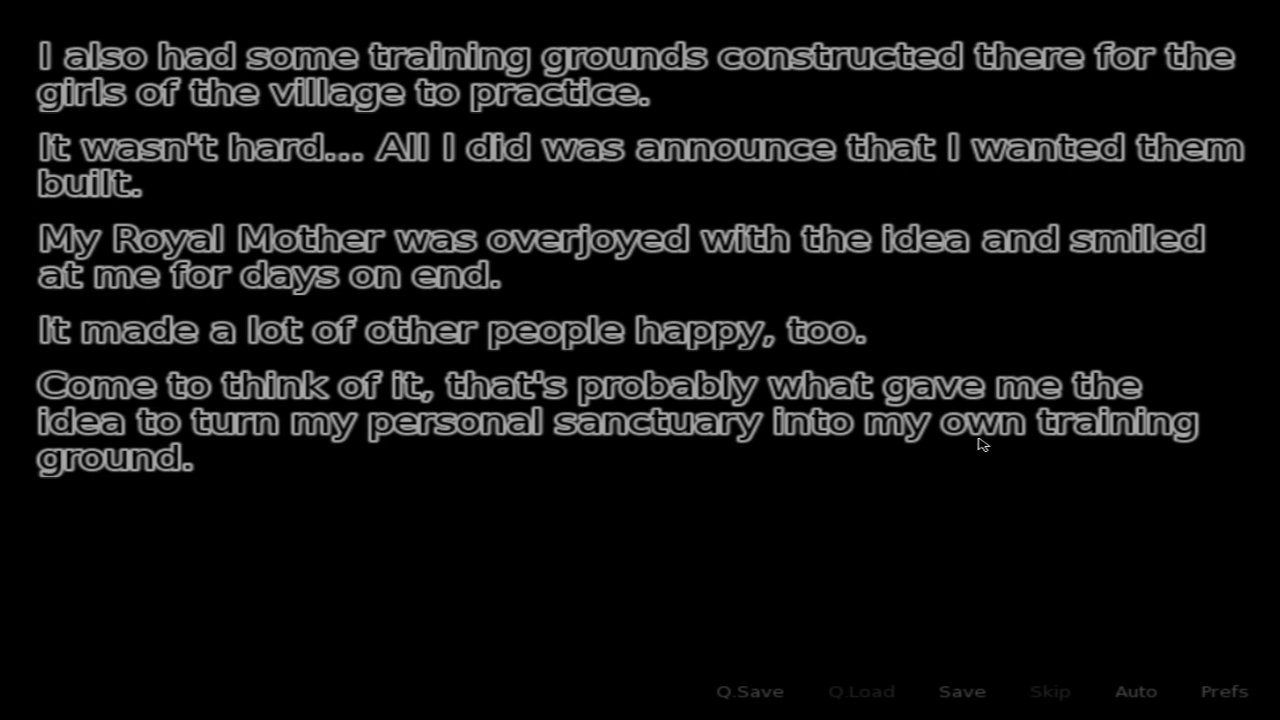 I also had some training grounds constructed there for the
girls of the village to practice.
It wasn't hard... All I did was announce that I wanted them
built.
My Royal Mother was overjoyed with the idea and smiled
at me for days on end.
It made a lot of other people happy, too.
Come to think of it, that's probably what gave me the
idea to turn my personal sanctuary into my own training
ground.
Q.Save Q.Load Save Skip Auto Prefs